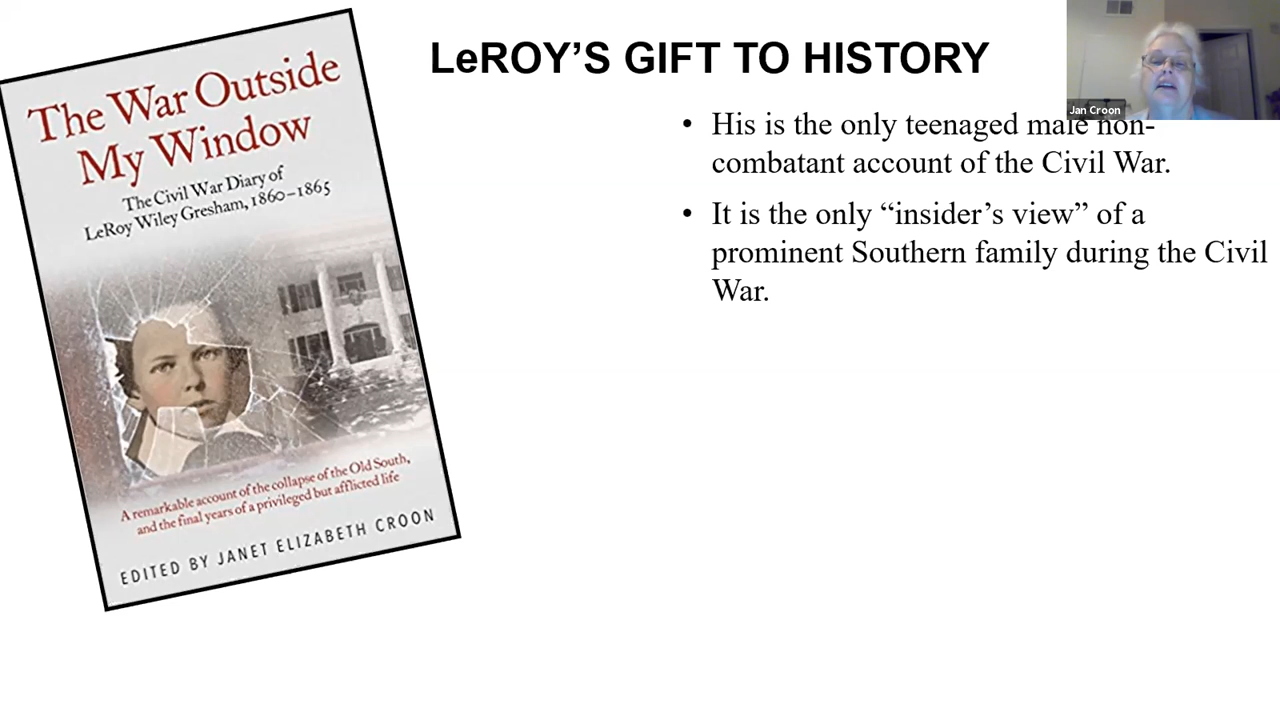 LeROY’S GIFT TO HISTORY
Jan Croon
• His is the only teenaged male non-
combatant account of the Civil War.
• It is the only “insider’s view” of a
prominent Southern family during the Civil
War.
The War Outside
My Window
The Civil War Diary of
LeRoy Wiley Gresham, 1860–1865
A remarkable account of the collapse of the Old South,
and the final years of a privileged but afflicted life
EDITED BY JANET ELIZABETH CROON